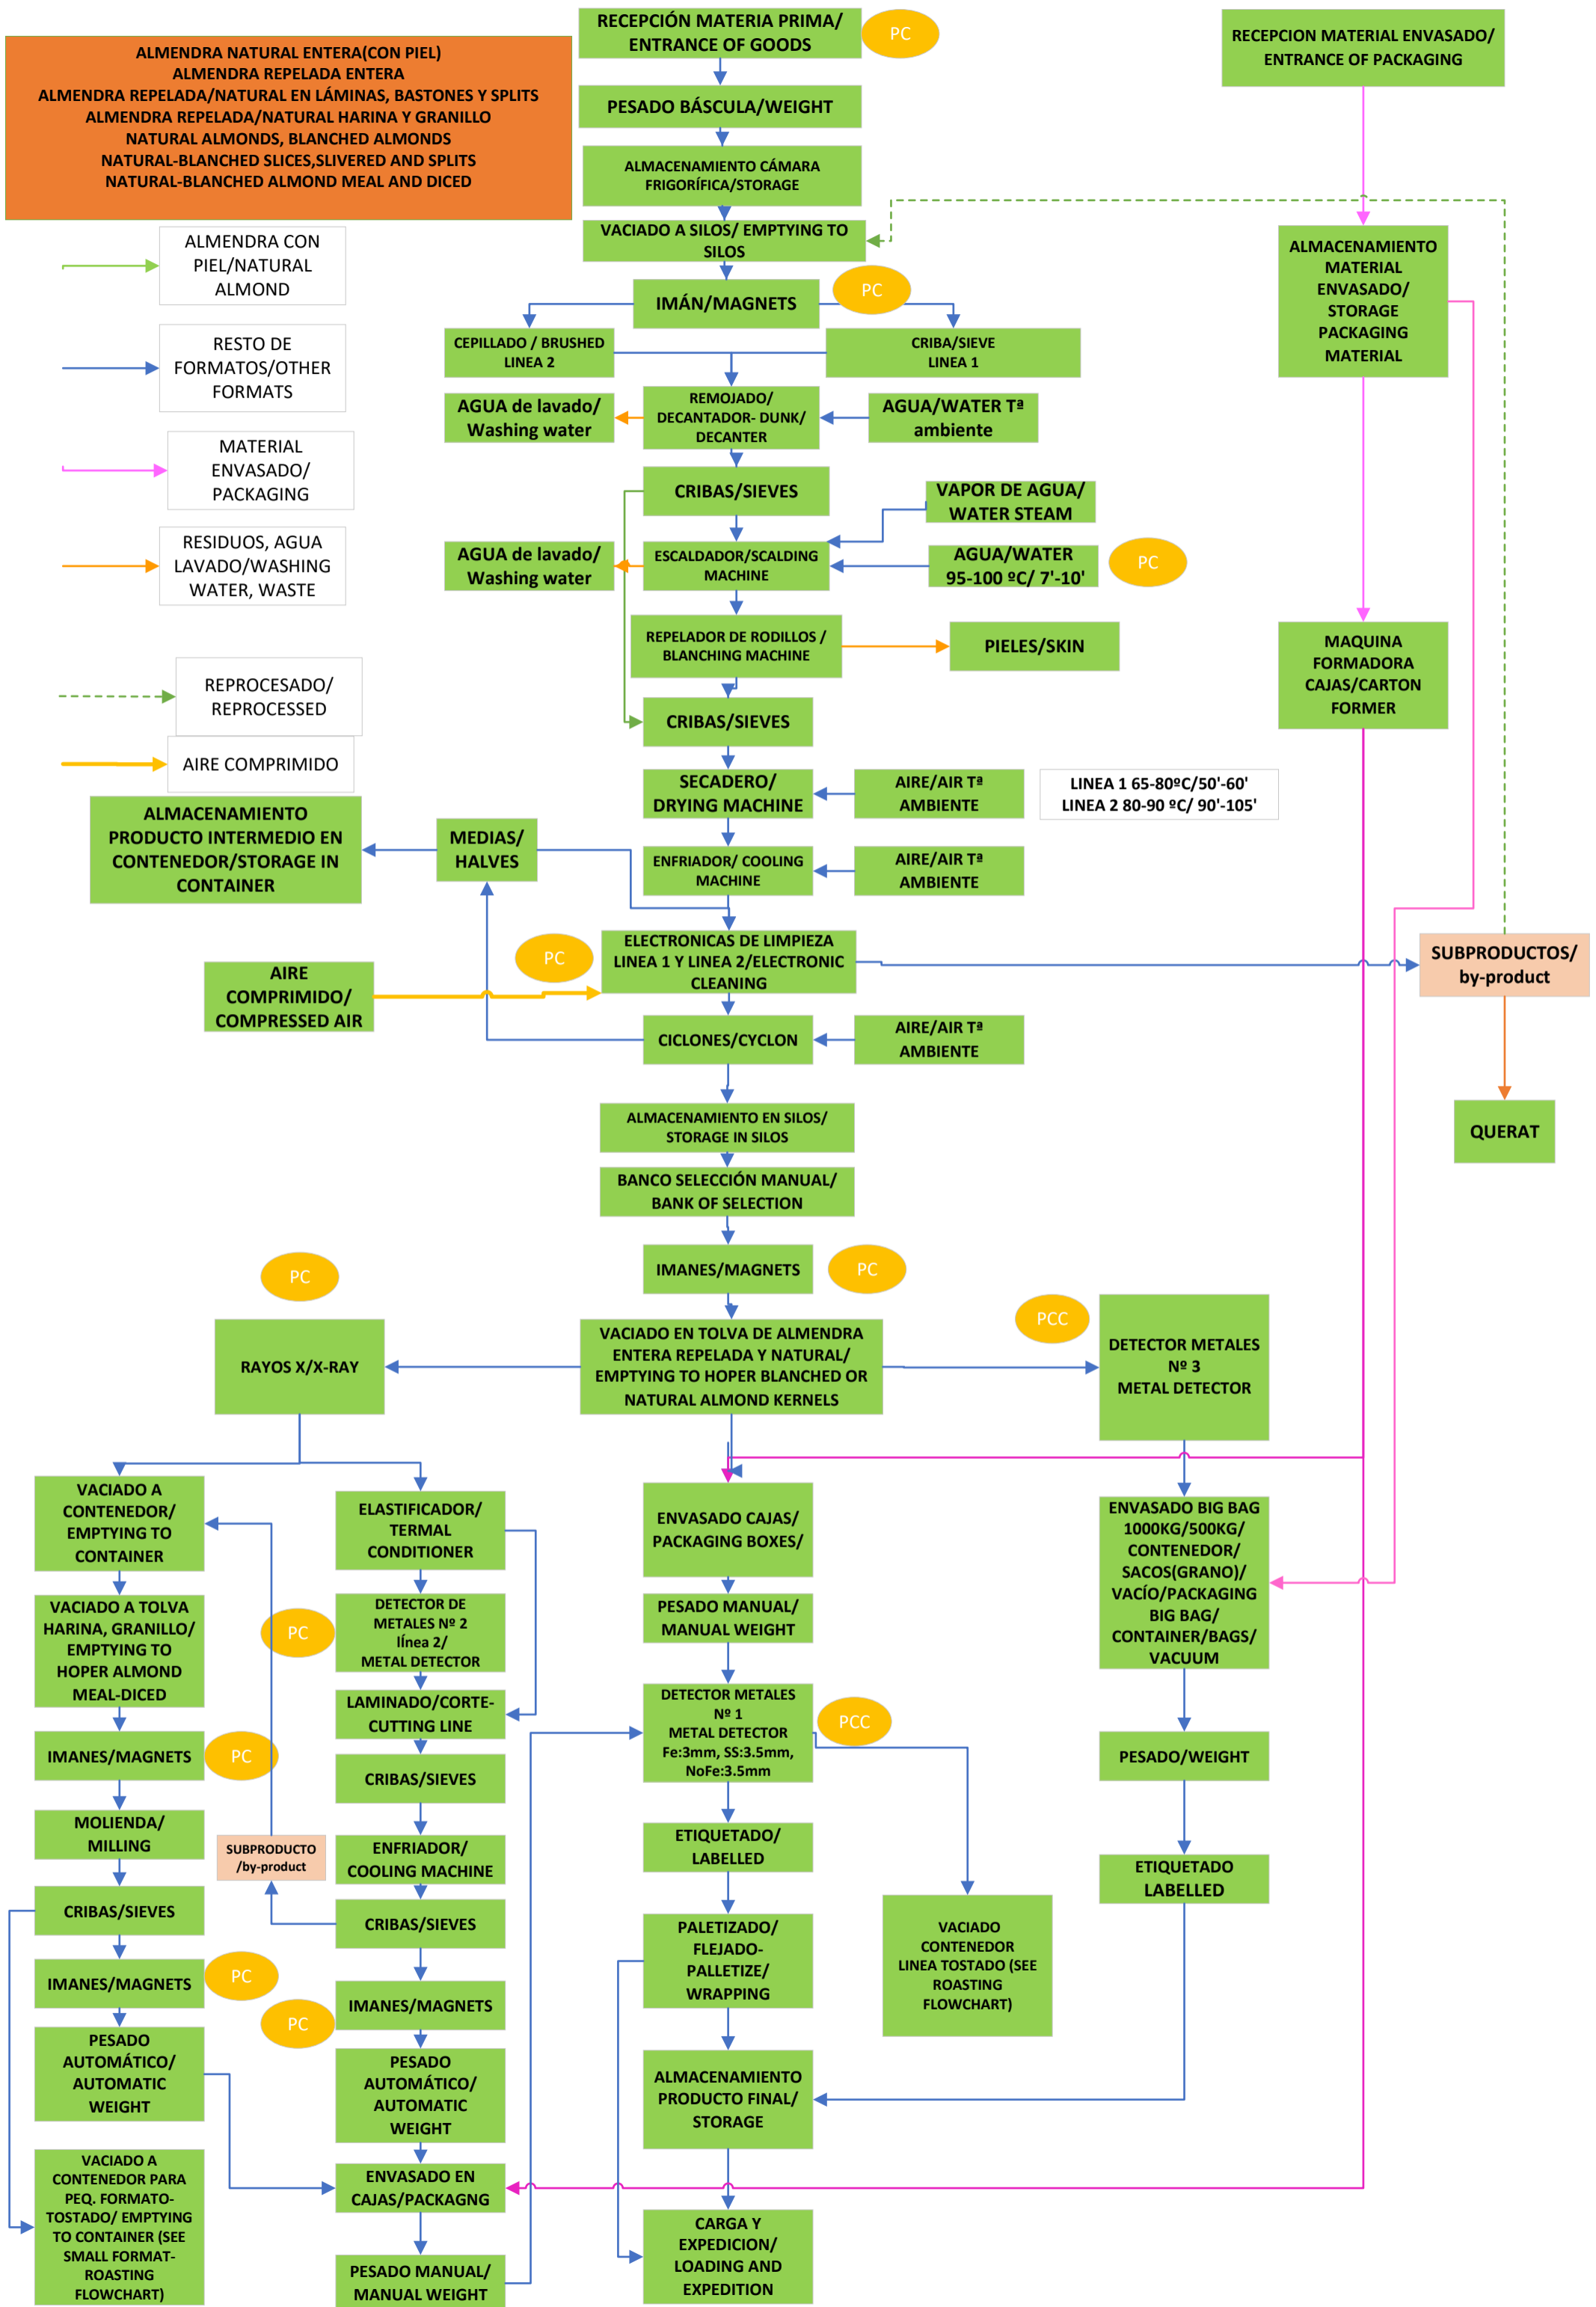 RECEPCIÓN MATERIA PRIMA/
ENTRANCE OF GOODS
PC
RECEPCION MATERIAL ENVASADO/
ENTRANCE OF PACKAGING
ALMENDRA NATURAL ENTERA(CON PIEL)
ALMENDRA REPELADA ENTERA
ALMENDRA REPELADA/NATURAL EN LÁMINAS, BASTONES Y SPLITS
ALMENDRA REPELADA/NATURAL HARINA Y GRANILLO
NATURAL ALMONDS, BLANCHED ALMONDS
NATURAL-BLANCHED SLICES,SLIVERED AND SPLITS
NATURAL-BLANCHED ALMOND MEAL AND DICED
PESADO BÁSCULA/WEIGHT
ALMACENAMIENTO CÁMARA
FRIGORÍFICA/STORAGE
VACIADO A SILOS/ EMPTYING TO
SILOS
ALMENDRA CON
PIEL/NATURAL
ALMOND
ALMACENAMIENTO
MATERIAL
ENVASADO/
STORAGE
PACKAGING
MATERIAL
IMÁN/MAGNETS
PC
RESTO DE
FORMATOS/OTHER
FORMATS
CEPILLADO / BRUSHED
LINEA 2
CRIBA/SIEVE
LINEA 1
AGUA de lavado/
Washing water
REMOJADO/
DECANTADOR- DUNK/
DECANTER
AGUA/WATER Tª
ambiente
MATERIAL
ENVASADO/
PACKAGING
CRIBAS/SIEVES
VAPOR DE AGUA/
WATER STEAM
RESIDUOS, AGUA
LAVADO/WASHING
WATER, WASTE
AGUA de lavado/
Washing water
ESCALDADOR/SCALDING
MACHINE
AGUA/WATER
95-100 ºC/ 7'-10'
PC
REPELADOR DE RODILLOS /
BLANCHING MACHINE
PIELES/SKIN
MAQUINA
FORMADORA
CAJAS/CARTON
FORMER
REPROCESADO/
REPROCESSED
CRIBAS/SIEVES
AIRE COMPRIMIDO
SECADERO/
DRYING MACHINE
AIRE/AIR Tª
AMBIENTE
LINEA 1 65-80ºC/50'-60'
LINEA 2 80-90 ºC/ 90'-105'
ALMACENAMIENTO
PRODUCTO INTERMEDIO EN
CONTENEDOR/STORAGE IN
CONTAINER
MEDIAS/
HALVES
ENFRIADOR/ COOLING
MACHINE
AIRE/AIR Tª
AMBIENTE
PC
ELECTRONICAS DE LIMPIEZA
LINEA 1 Y LINEA 2/ELECTRONIC
CLEANING
SUBPRODUCTOS/
by-product
AIRE
COMPRIMIDO/
COMPRESSED AIR
CICLONES/CYCLON
AIRE/AIR Tª
AMBIENTE
ALMACENAMIENTO EN SILOS/
STORAGE IN SILOS
QUERAT
BANCO SELECCIÓN MANUAL/
BANK OF SELECTION
PC
IMANES/MAGNETS
PC
PCC
RAYOS X/X-RAY
VACIADO EN TOLVA DE ALMENDRA
ENTERA REPELADA Y NATURAL/
EMPTYING TO HOPER BLANCHED OR
NATURAL ALMOND KERNELS
DETECTOR METALES
Nº 3
METAL DETECTOR
VACIADO A
CONTENEDOR/
EMPTYING TO
CONTAINER
ELASTIFICADOR/
TERMAL
CONDITIONER
ENVASADO CAJAS/
PACKAGING BOXES/
ENVASADO BIG BAG
1000KG/500KG/
CONTENEDOR/
SACOS(GRANO)/
VACÍO/PACKAGING
BIG BAG/
CONTAINER/BAGS/
VACUUM
VACIADO A TOLVA
HARINA, GRANILLO/
EMPTYING TO
HOPER ALMOND
MEAL-DICED
PC
DETECTOR DE
METALES Nº 2
lÍnea 2/
METAL DETECTOR
PESADO MANUAL/
MANUAL WEIGHT
LAMINADO/CORTE-
CUTTING LINE
DETECTOR METALES
Nº 1
METAL DETECTOR
Fe:3mm, SS:3.5mm,
NoFe:3.5mm
PCC
IMANES/MAGNETS
PC
PESADO/WEIGHT
CRIBAS/SIEVES
MOLIENDA/
MILLING
SUBPRODUCTO
/by-product
ENFRIADOR/
COOLING MACHINE
ETIQUETADO/
LABELLED
ETIQUETADO
LABELLED
CRIBAS/SIEVES
CRIBAS/SIEVES
PALETIZADO/
FLEJADO-
PALLETIZE/
WRAPPING
VACIADO
CONTENEDOR
LINEA TOSTADO (SEE
ROASTING
FLOWCHART)
IMANES/MAGNETS
PC
IMANES/MAGNETS
PC
PESADO
AUTOMÁTICO/
AUTOMATIC
WEIGHT
PESADO
AUTOMÁTICO/
AUTOMATIC
WEIGHT
ALMACENAMIENTO
PRODUCTO FINAL/
STORAGE
VACIADO A
CONTENEDOR PARA
PEQ. FORMATO-
TOSTADO/ EMPTYING
TO CONTAINER (SEE
SMALL FORMAT-
ROASTING
FLOWCHART)
ENVASADO EN
CAJAS/PACKAGNG
CARGA Y
EXPEDICION/
LOADING AND
EXPEDITION
PESADO MANUAL/
MANUAL WEIGHT